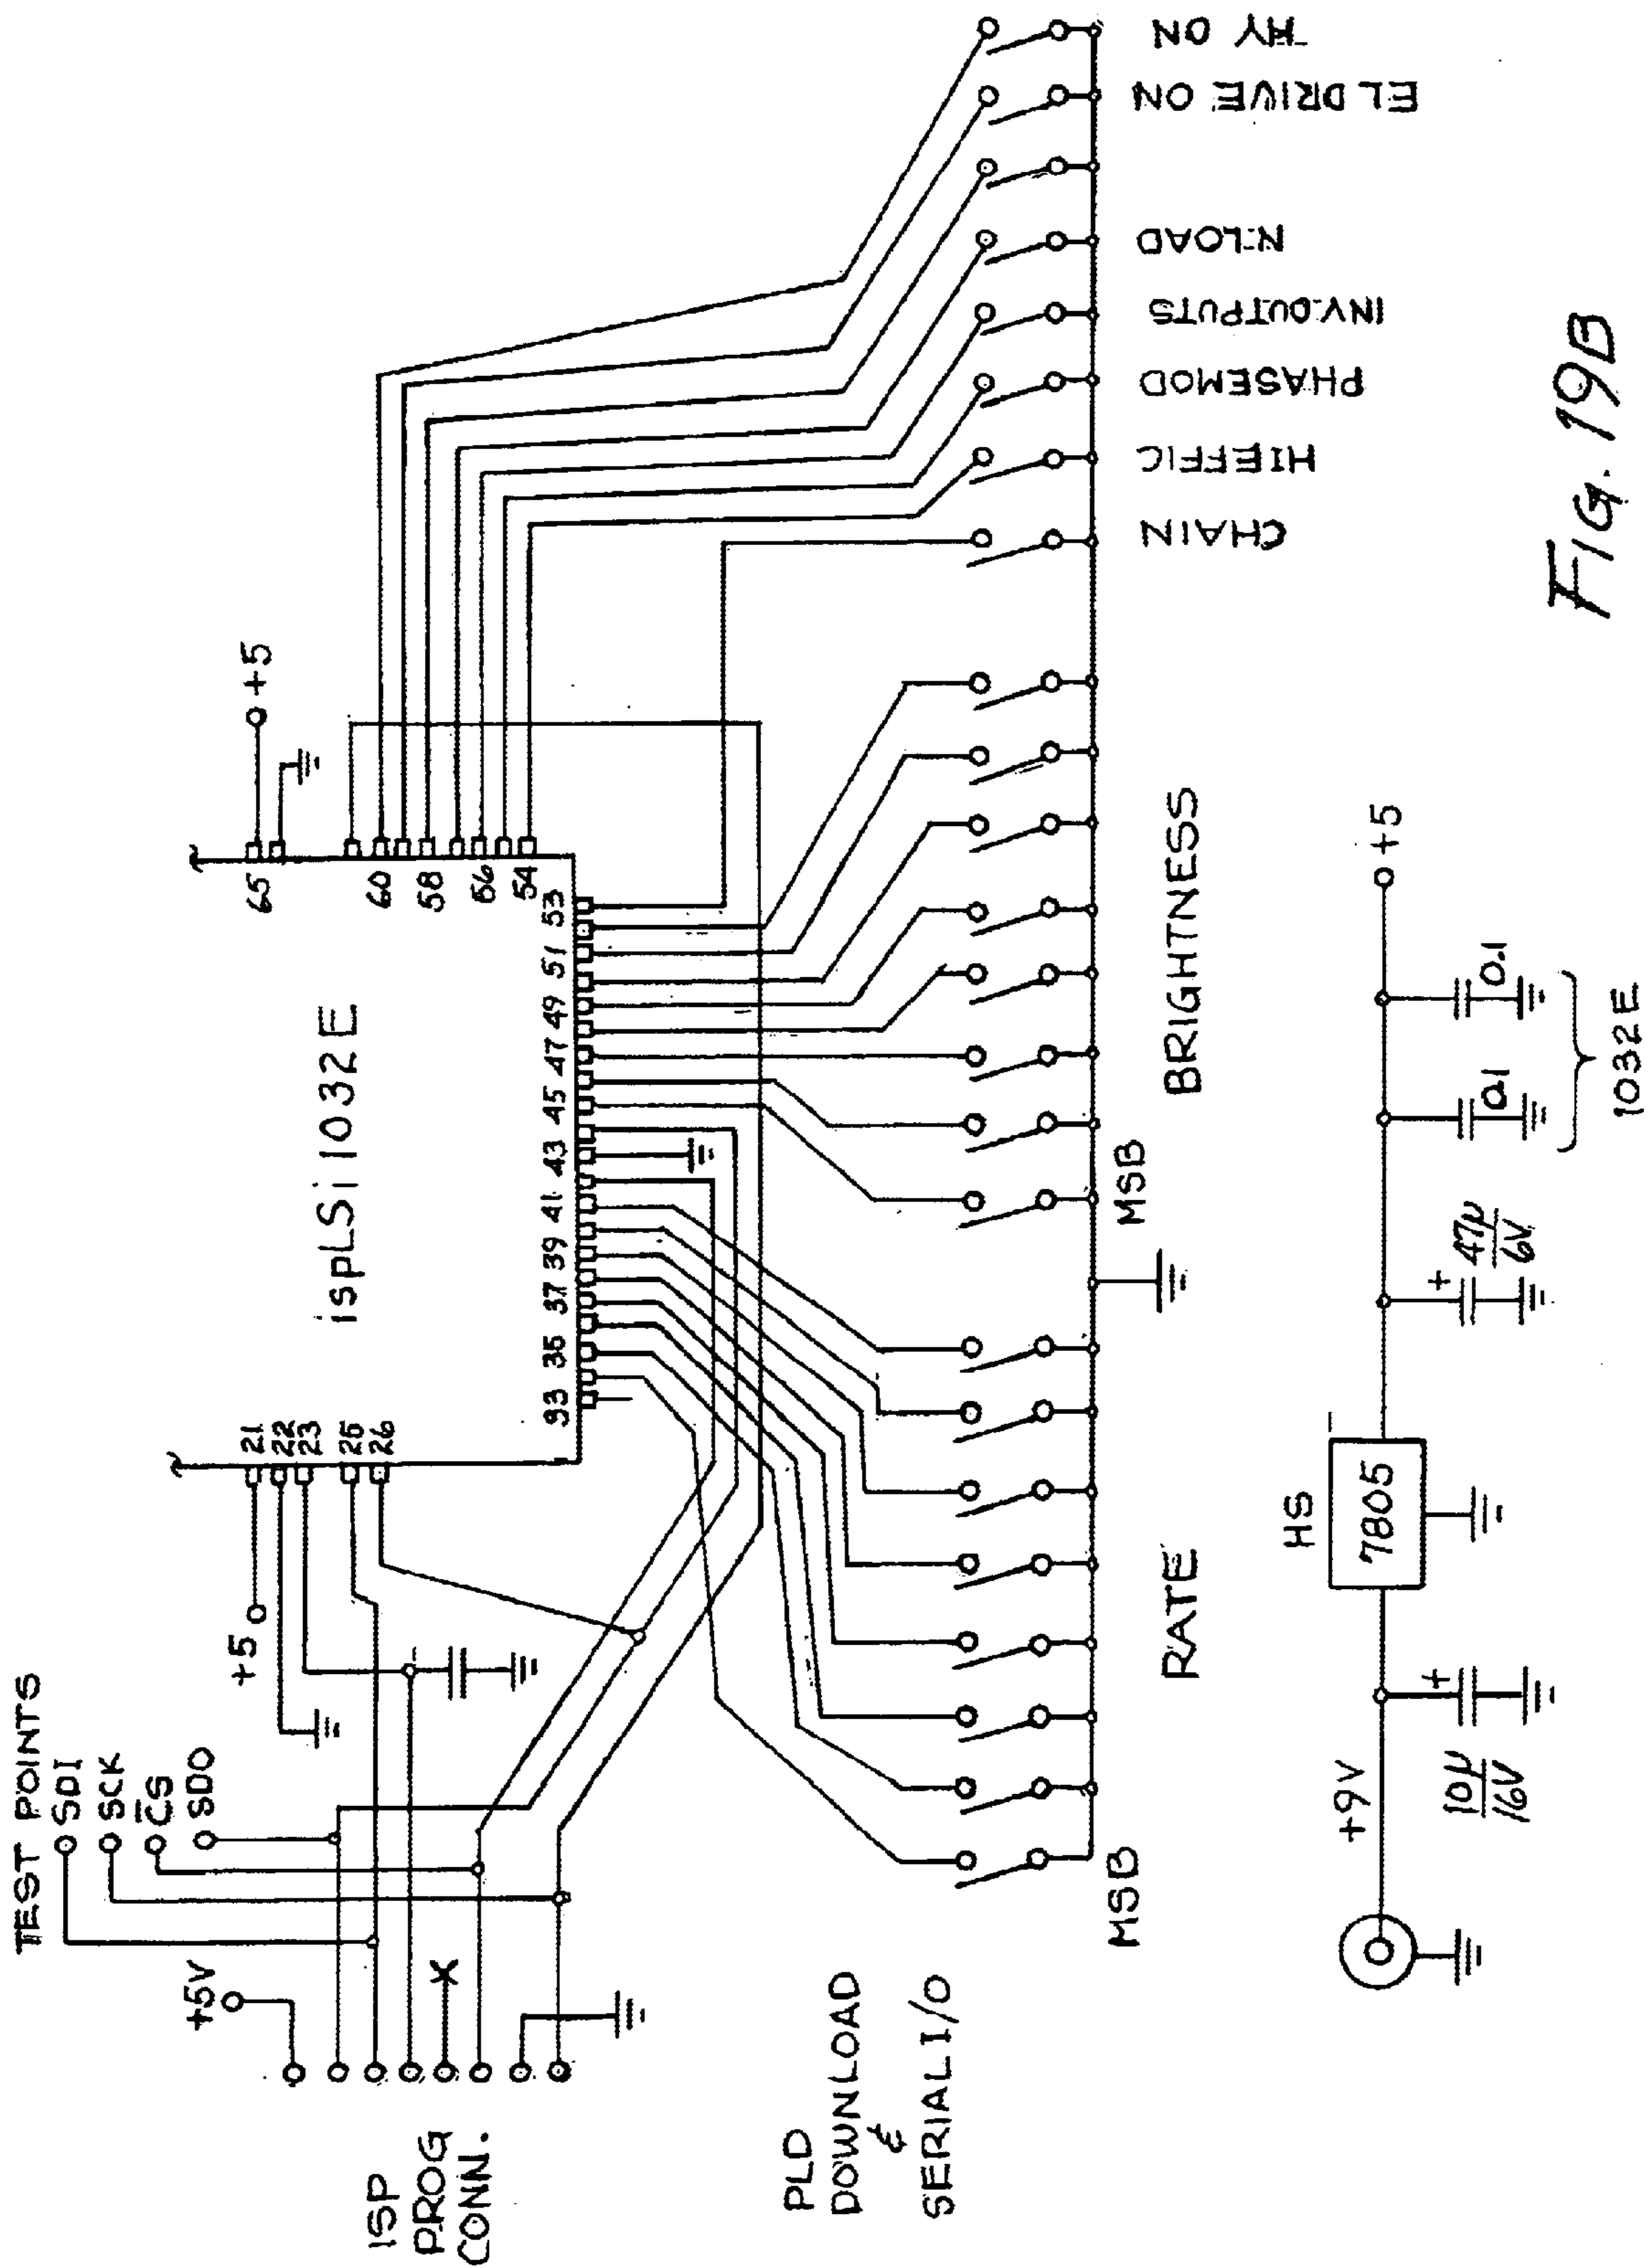 TEST POINTS
SDI
SCK
CS
SDO
+5V
+5
21
22
23
25
26
ispLSi 1032E
65
60
58
56
54
+5
33
35
37
39
41
43
45
47
49
51
53
ISP
PROG
CONN.
PLD
DOWNLOAD
&
SERIAL I/O
MSB
RATE
MSB
BRIGHTNESS
CHAIN
HIEFFIC
PHASEMOD
INV.OUTPUTS
N.LOAD
EL DRIVE ON
HY ON
+9V
10µ
16V
HS
7805
+
47µ
6V
+
0.1
0.1
1032E
+5
Fig. 19B